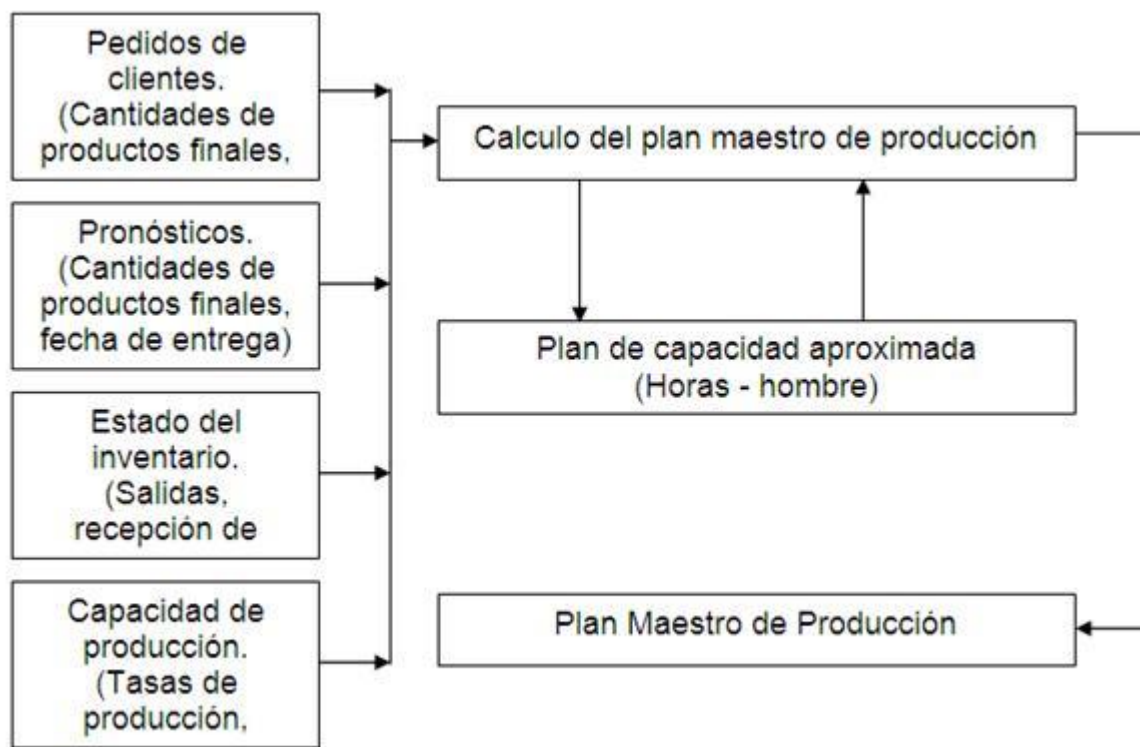 Pedidos de
clientes.
(Cantidades de
productos finales,
Pronósticos.
(Cantidades de
productos finales,
fecha de entrega)
Estado del
inventario.
(Salidas,
recepción de
Capacidad de
producción.
(Tasas de
producción,
Calculo del plan maestro de producción
Plan de capacidad aproximada
(Horas - hombre)
Plan Maestro de Producción